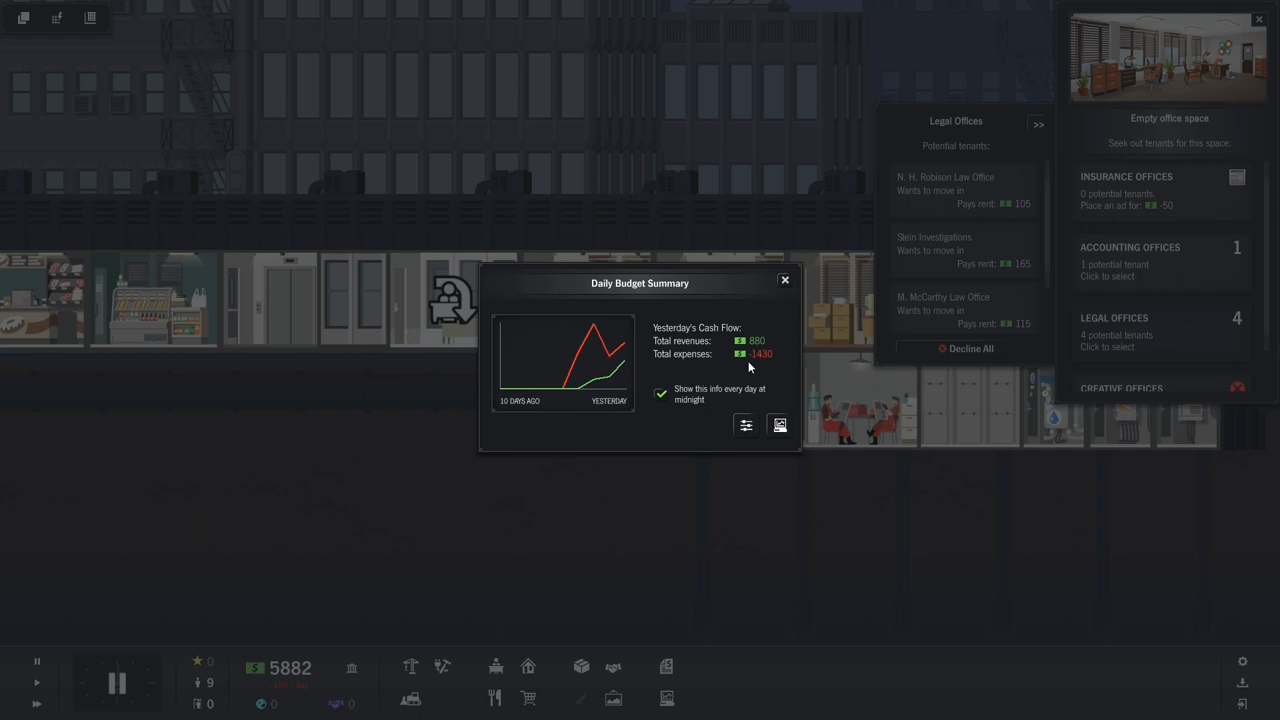 Empty office space
Seek out tenants for this space:
INSURANCE OFFICES
0 potential tenants.
Place an ad for: -50
ACCOUNTING OFFICES 1
1 potential tenant
Click to select
LEGAL OFFICES 4
4 potential tenants
Click to select
CREATIVE OFFICES
Legal Offices >>
Potential tenants:
N. H. Robison Law Office
Wants to move in
Pays rent: 105
Stein Investigations
Wants to move in
Pays rent: 165
M. McCarthy Law Office
Wants to move in
Pays rent: 115
Decline All
Daily Budget Summary
Yesterday's Cash Flow:
Total revenues: 880
Total expenses: -1430
Show this info every day at
midnight
10 DAYS AGO YESTERDAY
0
9
0
5882
0 0